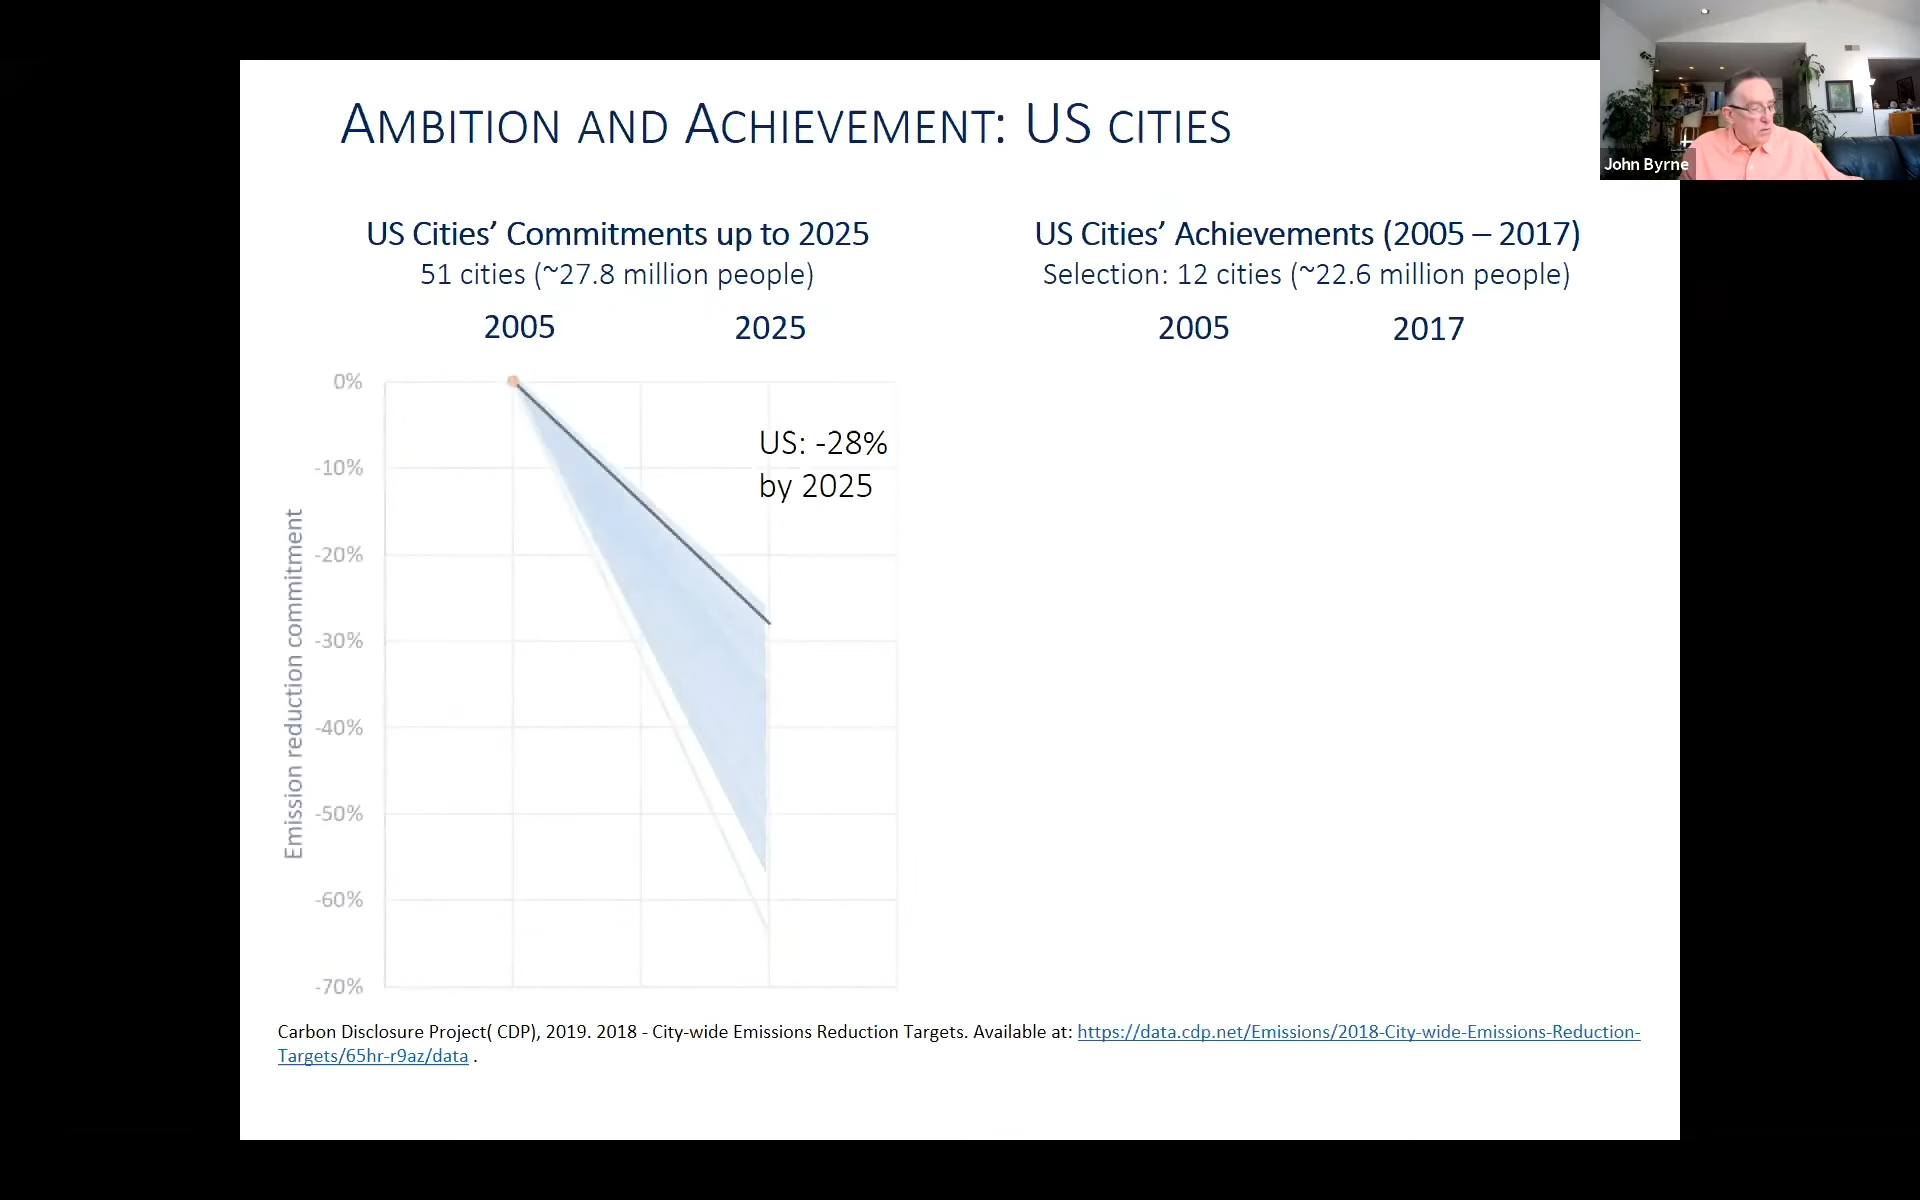 AMBITION AND ACHIEVEMENT: US CITIES
John Byrne
US Cities’ Commitments up to 2025
51 cities (~27.8 million people)
2005 2025
US Cities’ Achievements (2005 – 2017)
Selection: 12 cities (~22.6 million people)
2005 2017
Emission reduction commitment
0%
-10%
-20%
-30%
-40%
-50%
-60%
-70%
US: -28%
by 2025
Carbon Disclosure Project( CDP), 2019. 2018 - City-wide Emissions Reduction Targets. Available at: https://data.cdp.net/Emissions/2018-City-wide-Emissions-Reduction-
Targets/65hr-r9az/data .